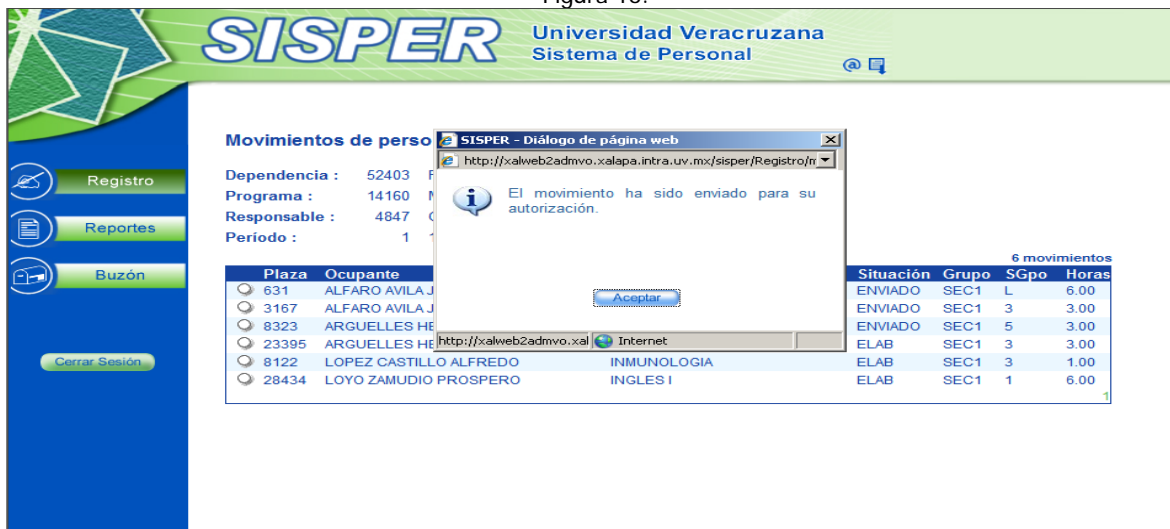 SISPER
Universidad Veracruzana
Sistema de Personal
Registro
Reportes
Buzón
Cerrar Sesión
Movimientos de perso
Dependencia : 52403
Programa : 14160
Responsable : 4847
Período : 1
SISPER - Diálogo de página web
http://xalweb2admvo.xalapa.intra.uv.mx/sisper/Registro/n
El movimiento ha sido enviado para su
autorización.
Aceptar
http://xalweb2admvo.xal Internet
6 movimientos
Plaza Ocupante Situación Grupo SGpo Horas
631 ALFARO AVILA J ENVIADO SEC1 L 6.00
3167 ALFARO AVILA J ENVIADO SEC1 3 3.00
8323 ARGUELLES HE ENVIADO SEC1 5 3.00
23395 ARGUELLES HE ELAB SEC1 3 3.00
8122 LOPEZ CASTILLO ALFREDO INMUNOLOGIA ELAB SEC1 3 1.00
28434 LOYO ZAMUDIO PROSPERO INGLES I ELAB SEC1 1 6.00
1